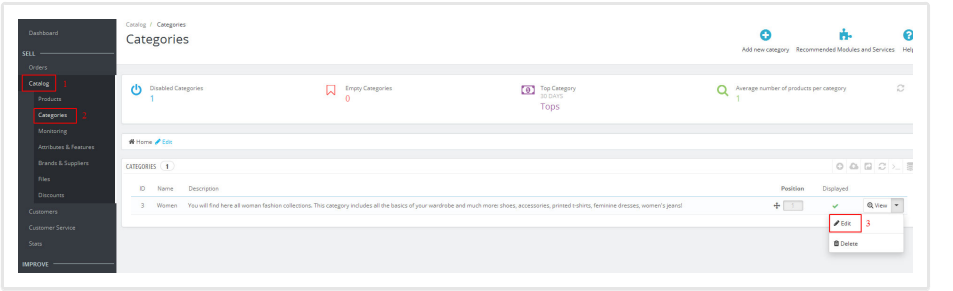 Dashboard
SELL
Orders
Catalog 1
Products
Categories 2
Monitoring
Attributes & Features
Brands & Suppliers
Files
Discounts
Customers
Customer Service
Stats
IMPROVE
Catalog / Categories
Categories
Add new category
Recommended Modules and Services
Help
Disabled Categories
1
Empty Categories
0
Top Category
30 DAYS
Tops
Average number of products per category
1
Home Edit
CATEGORIES 1
ID Name Description Position Displayed
3 Women You will find here all woman fashion collections. This category includes all the basics of your wardrobe and much more: shoes, accessories, printed t-shirts, feminine dresses, women's jeans! 1 View
Edit 3
Delete